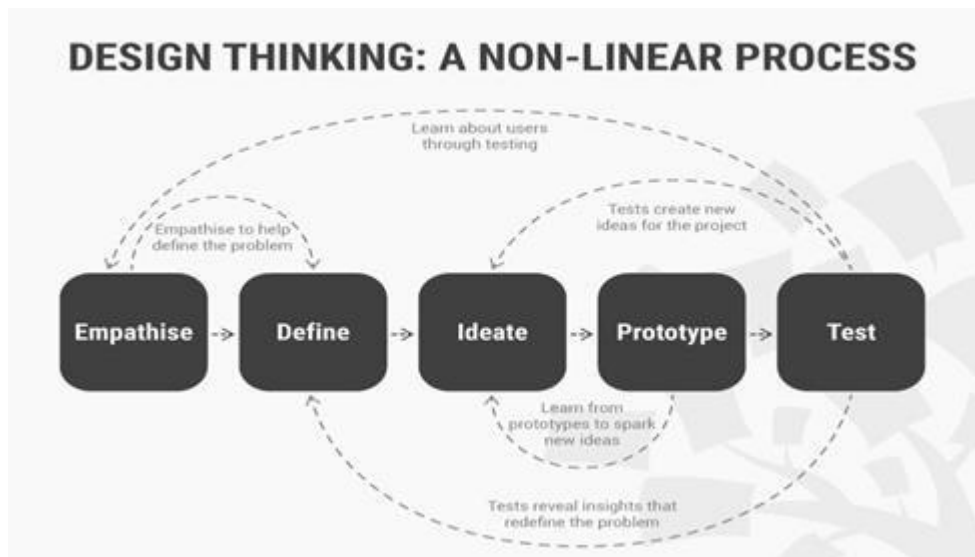 DESIGN THINKING: A NON-LINEAR PROCESS
Learn about users
through testing
Empathise to help
define the problem
Tests create new
ideas for the project
Empathise
Define
Ideate
Prototype
Test
Learn from
prototypes to spark
new ideas
Tests reveal insights that
redefine the problem